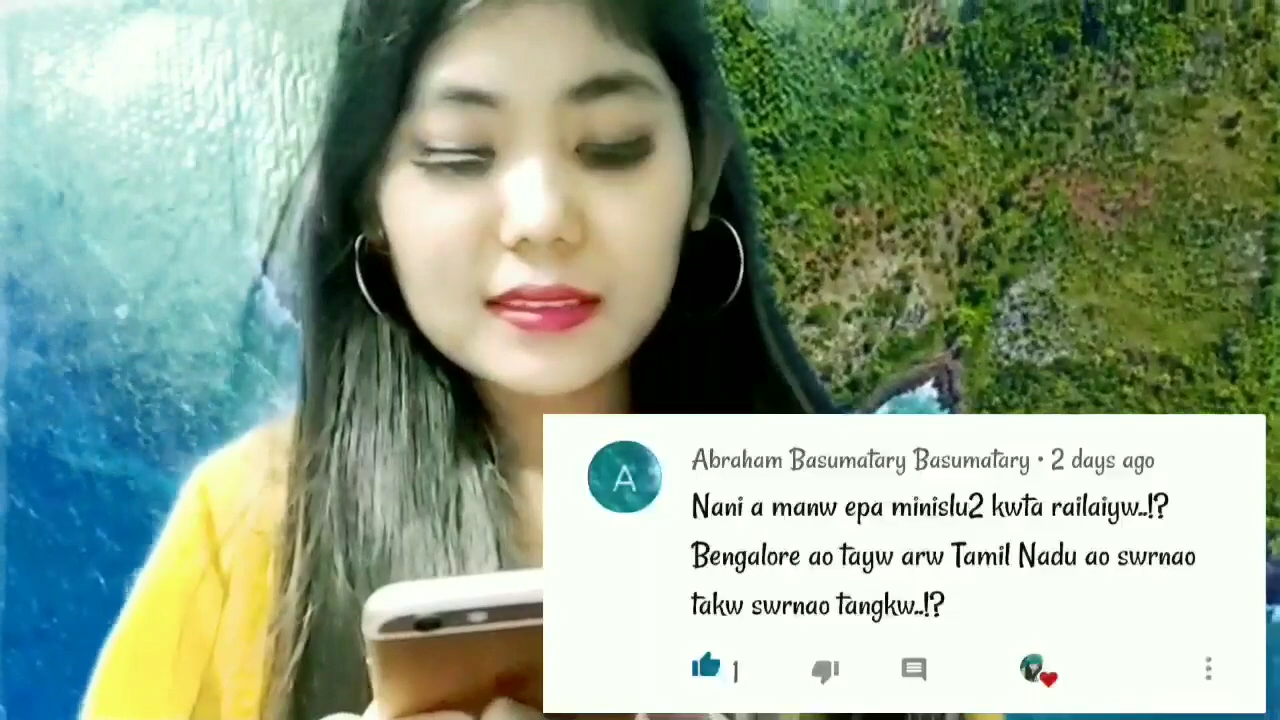 A
Abraham Basumatary Basumatary • 2 days ago
Nani a manw epa minislu2 kwta railaiyw..!?
Bengalore ao tayw arw Tamil Nadu ao swrnao
takw swrnao tangkw..!?
1